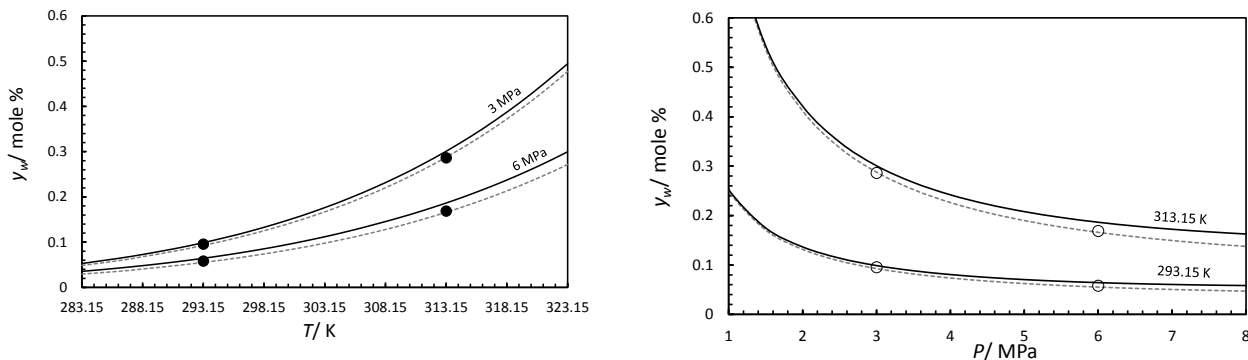 0.6
0.5
0.4
0.3
0.2
0.1
0
y_w/ mole %
3 MPa
6 MPa
283.15 288.15 293.15 298.15 303.15 308.15 313.15 318.15 323.15
T/ K
0.6
0.5
0.4
0.3
0.2
0.1
0
y_w/ mole %
313.15 K
293.15 K
1 2 3 4 5 6 7 8
P/ MPa